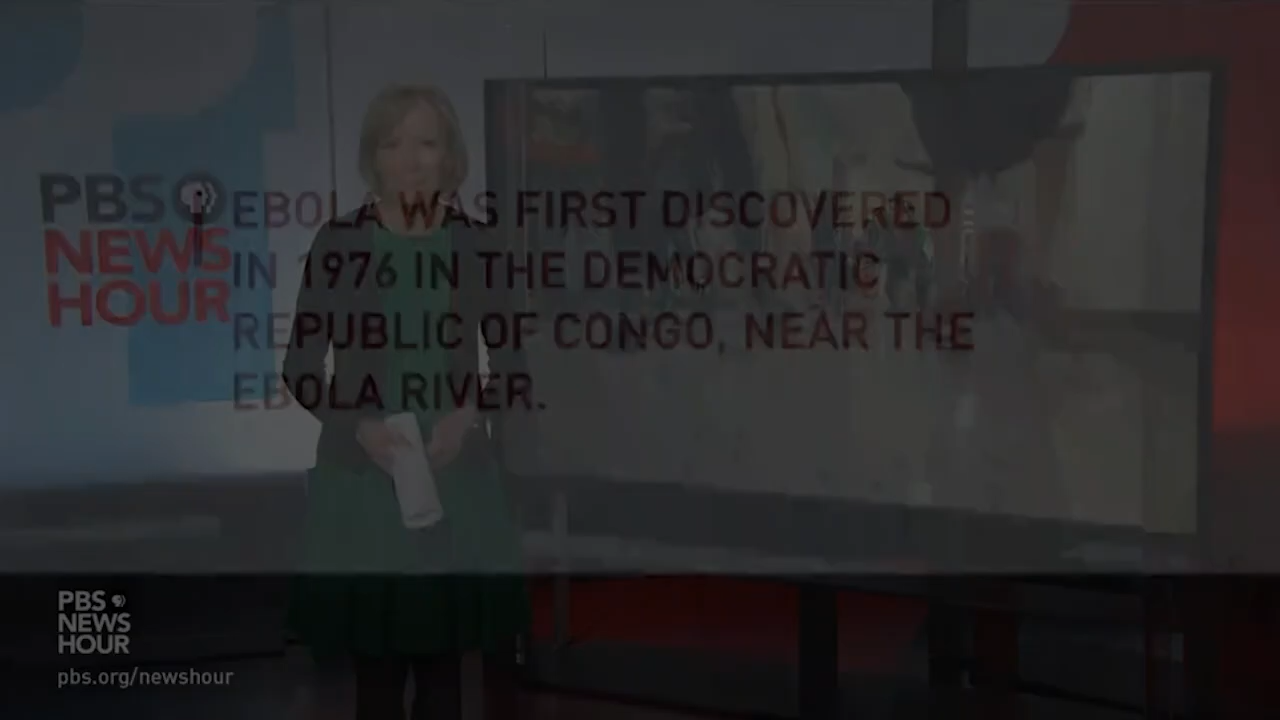 PBS
NEWS
HOUR
EBOLA WAS FIRST DISCOVERED
IN 1976 IN THE DEMOCRATIC
REPUBLIC OF CONGO, NEAR THE
EBOLA RIVER.
PBS
NEWS
HOUR
pbs.org/newshour